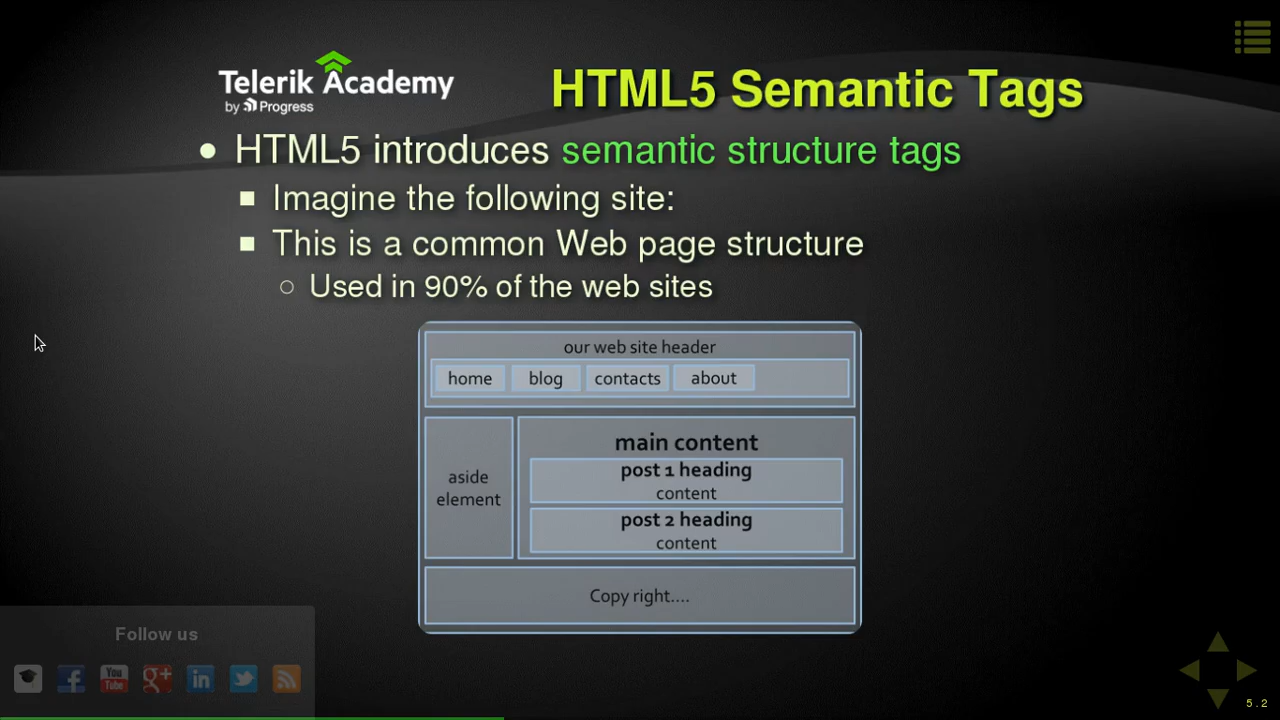 Telerik Academy
by Progress
HTML5 Semantic Tags
HTML5 introduces semantic structure tags
Imagine the following site:
This is a common Web page structure
Used in 90% of the web sites
our web site header
home blog contacts about
aside
element
main content
post 1 heading
content
post 2 heading
content
Copy right....
Follow us
You
Tube
5.2